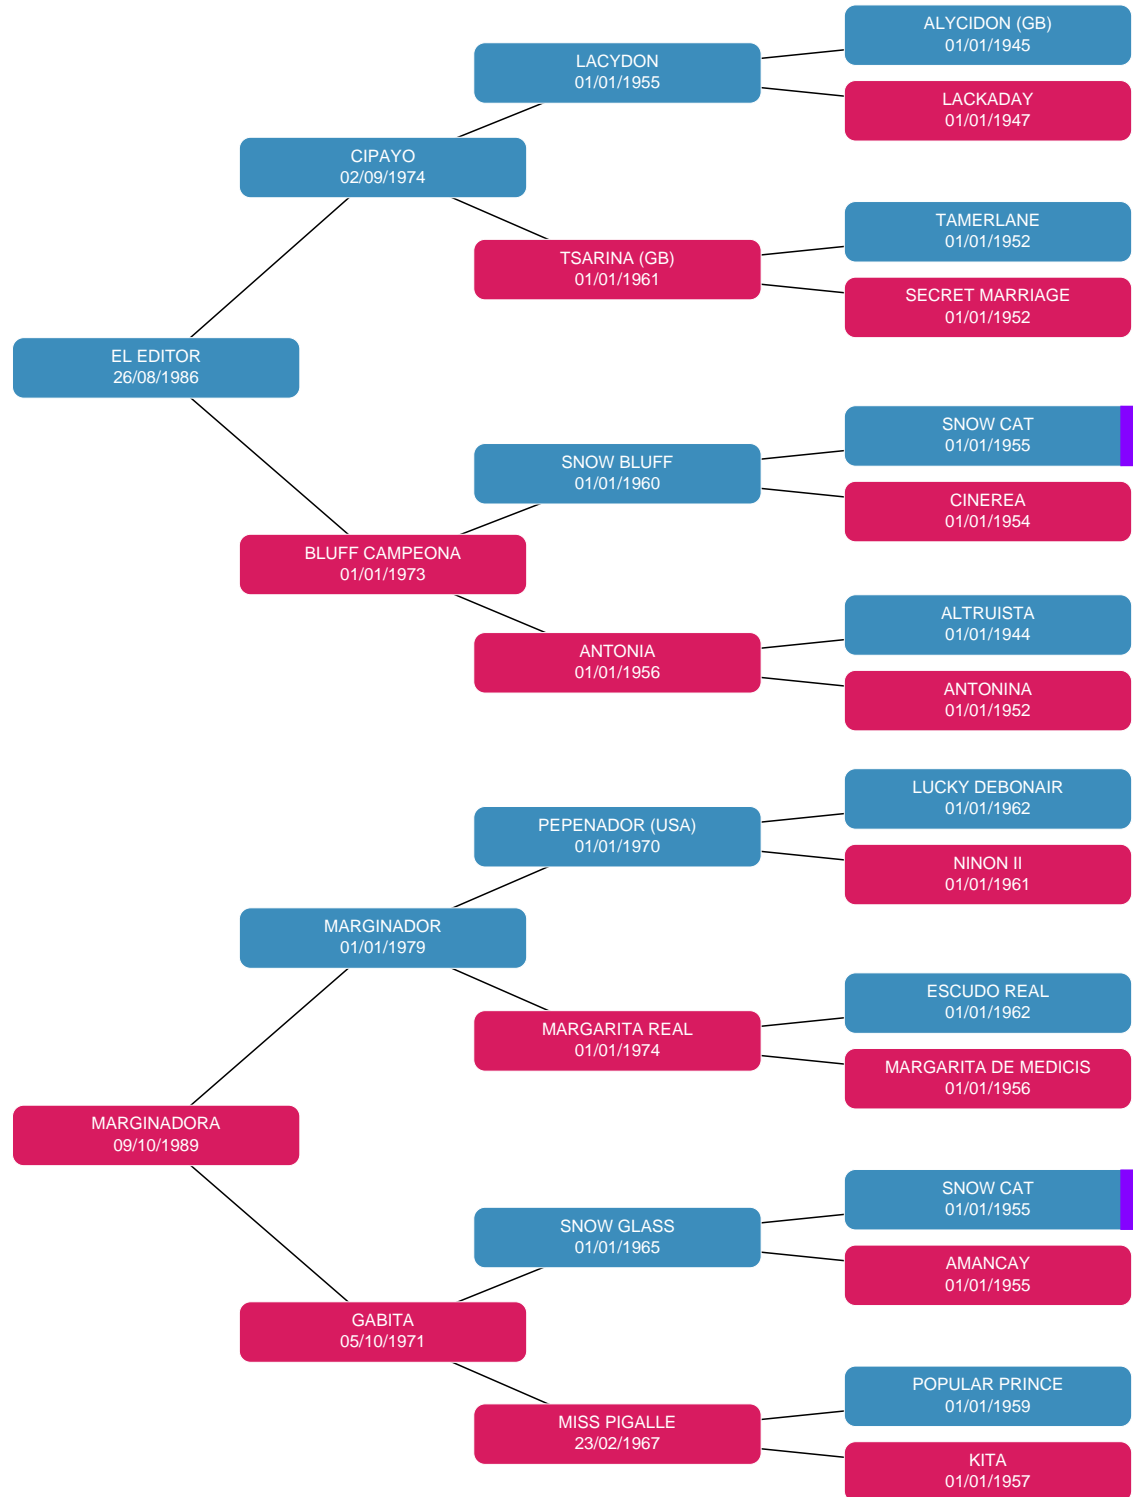 ALYCIDON (GB)
01/01/1945
LACYDON
01/01/1955
LACKADAY
01/01/1947
CIPAYO
02/09/1974
TAMERLANE
01/01/1952
TSARINA (GB)
01/01/1961
SECRET MARRIAGE
01/01/1952
EL EDITOR
26/08/1986
SNOW CAT
01/01/1955
SNOW BLUFF
01/01/1960
CINEREA
01/01/1954
BLUFF CAMPEONA
01/01/1973
ALTRUISTA
01/01/1944
ANTONIA
01/01/1956
ANTONINA
01/01/1952
LUCKY DEBONAIR
01/01/1962
PEPENADOR (USA)
01/01/1970
NINON II
01/01/1961
MARGINADOR
01/01/1979
ESCUDO REAL
01/01/1962
MARGARITA REAL
01/01/1974
MARGARITA DE MEDICIS
01/01/1956
MARGINADORA
09/10/1989
SNOW CAT
01/01/1955
SNOW GLASS
01/01/1965
AMANCAY
01/01/1955
GABITA
05/10/1971
POPULAR PRINCE
01/01/1959
MISS PIGALLE
23/02/1967
KITA
01/01/1957